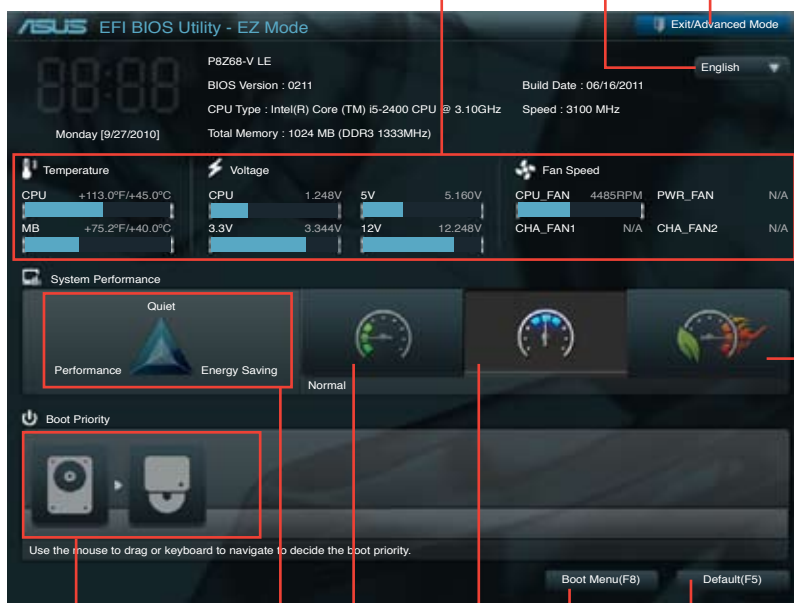 ASUS EFI BIOS Utility - EZ Mode
Exit/Advanced Mode
English
P8Z68-V LE
BIOS Version : 0211
Build Date : 06/16/2011
CPU Type : Intel(R) Core (TM) i5-2400 CPU @ 3.10GHz
Speed : 3100 MHz
Monday [9/27/2010]
Total Memory : 1024 MB (DDR3 1333MHz)
Temperature
Voltage
Fan Speed
CPU +113.0ºF/+45.0ºC
CPU 1.248V
5V 5.160V
CPU_FAN 4485RPM
PWR_FAN N/A
MB +75.2ºF/+40.0ºC
3.3V 3.344V
12V 12.248V
CHA_FAN1 N/A
CHA_FAN2 N/A
System Performance
Quiet
Performance
Energy Saving
Normal
Boot Priority
Use the mouse to drag or keyboard to navigate to decide the boot priority.
Boot Menu(F8)
Default(F5)